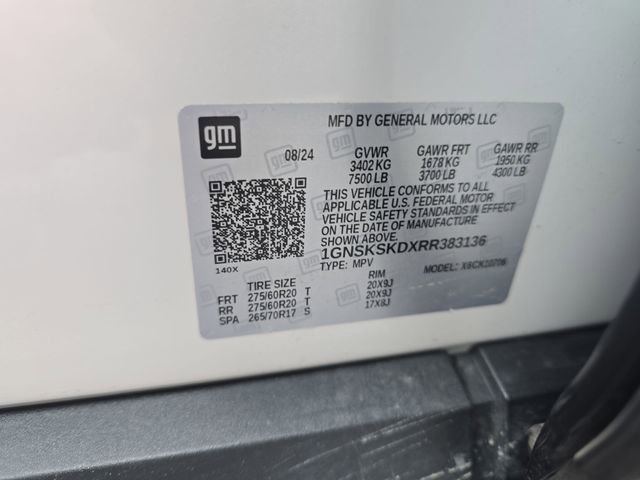 gm
MFD BY GENERAL MOTORS LLC
08/24
GVWR GAWR FRT GAWR RR
3402 KG 1678 KG 1950 KG
7500 LB 3700 LB 4300 LB
THIS VEHICLE CONFORMS TO ALL
APPLICABLE U.S. FEDERAL MOTOR
VEHICLE SAFETY STANDARDS IN EFFECT
ON THE DATE OF MANUFACTURE
SHOWN ABOVE.
1GNSKSKDXRR383136
140X
TYPE: MPV MODEL:
TIRE SIZE RIM
FRT 275/60R20 T 20X9J
RR 275/60R20 T 20X9J
SPA 265/70R17 S 17X8J